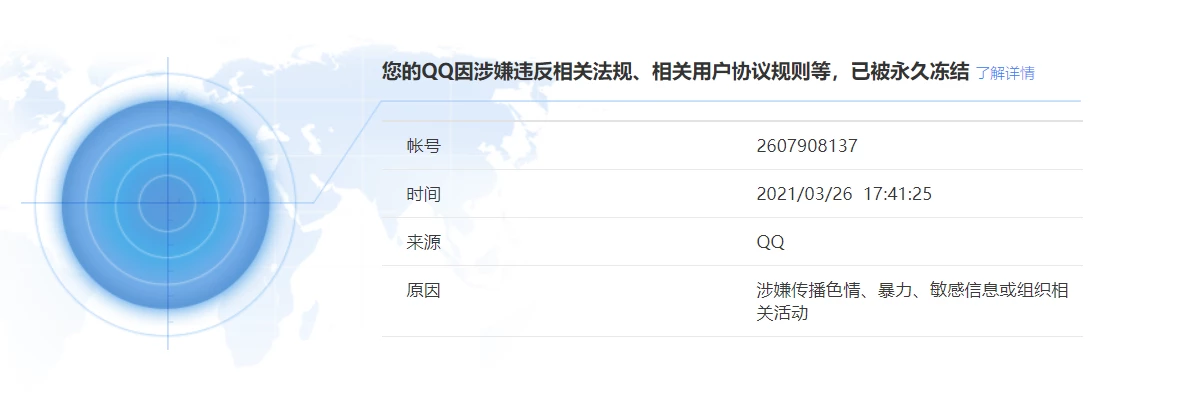 您的QQ因涉嫌违反相关法规、相关用户协议规则等，已被永久冻结 了解详情
帐号 2607908137
时间 2021/03/26 17:41:25
来源 QQ
原因 涉嫌传播色情、暴力、敏感信息或组织相
关活动